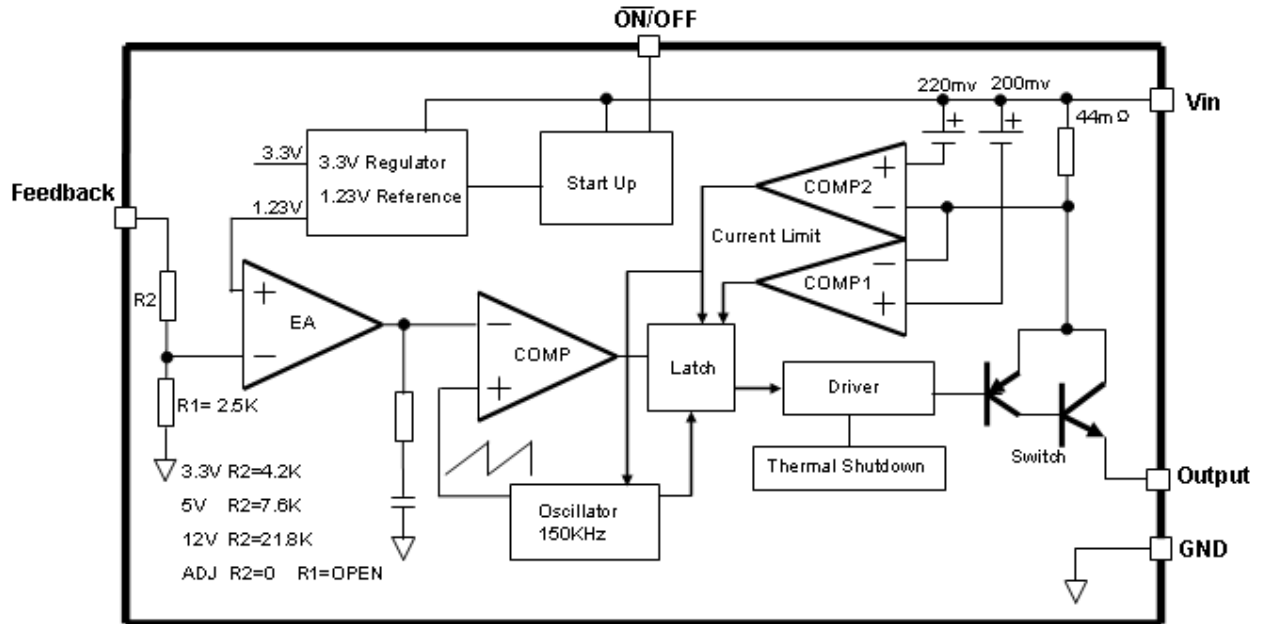 ON/OFF
220mv 200mv
Vin
44mΩ
3.3V
3.3V Regulator
1.23V Reference
Start Up
COMP2
+
−
Feedback
1.23V
Current Limit
−
COMP1
+
R2
+
EA
−
−
COMP
+
Latch
Driver
R1= 2.5K
Switch
Thermal Shutdown
3.3V R2=4.2K
5V R2=7.6K
12V R2=21.8K
ADJ R2=0 R1=OPEN
Oscillator
150KHz
Output
GND
+
+